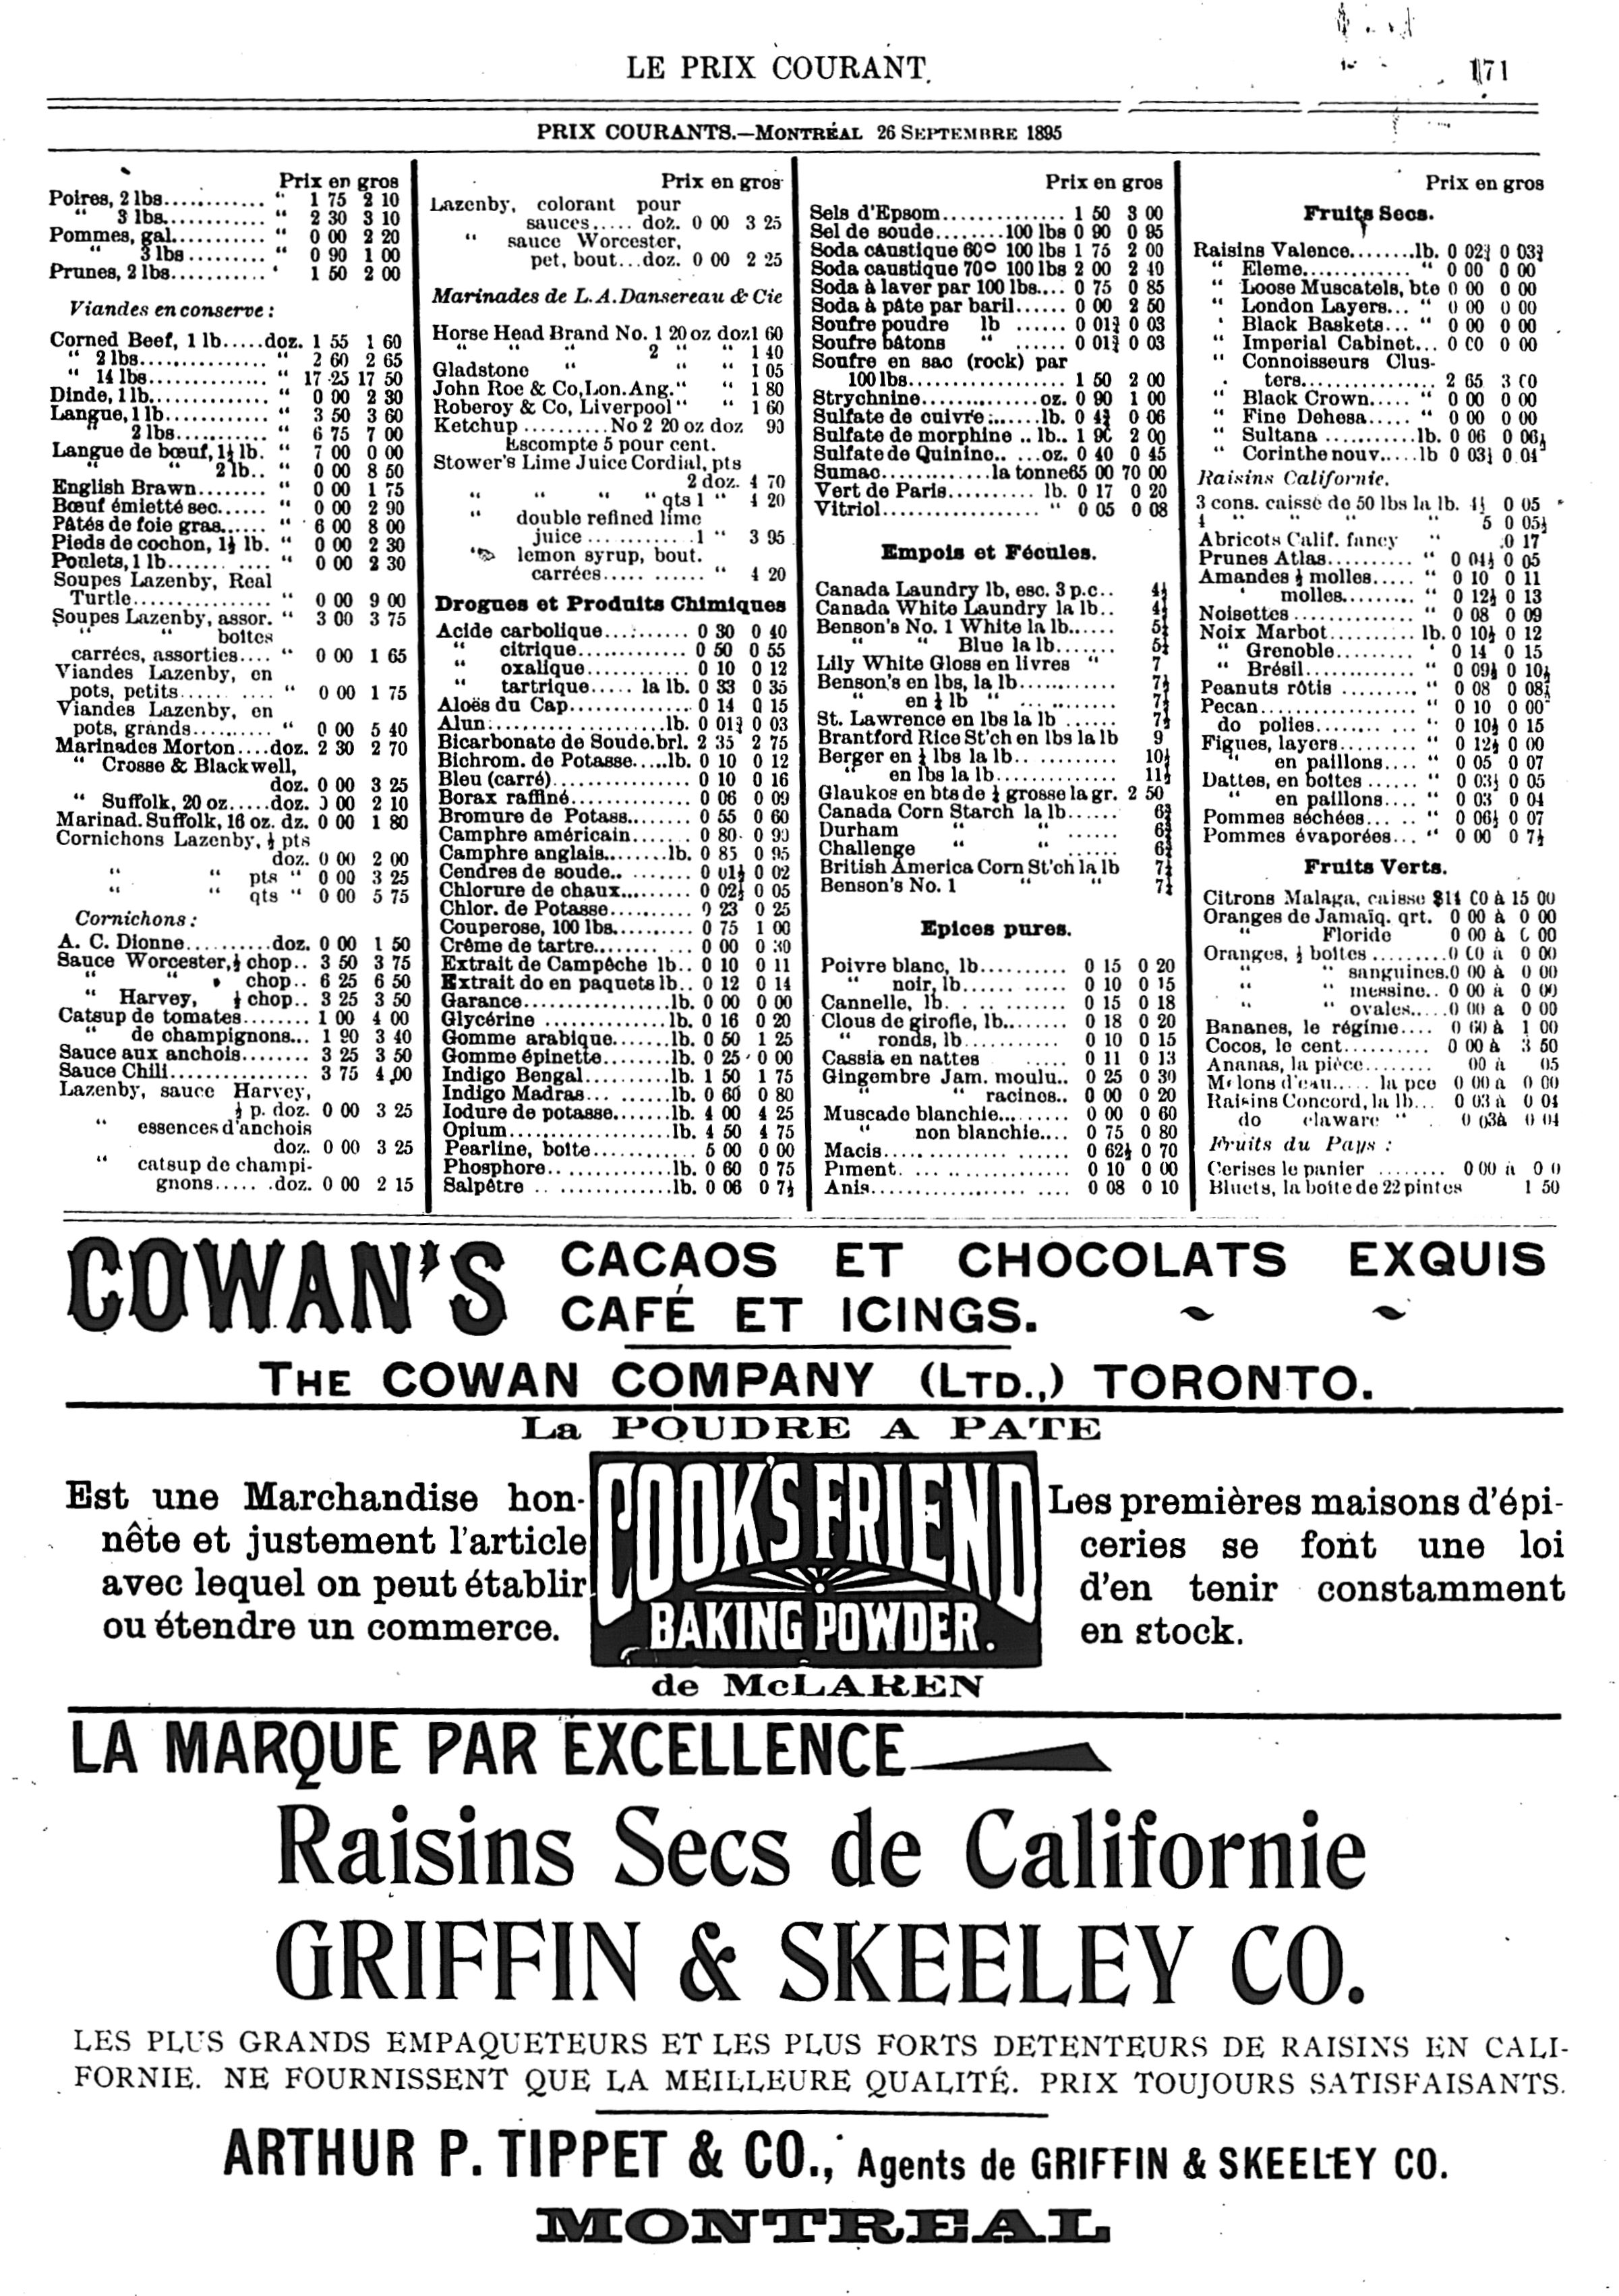 LE PRIX COURANT. 171
PRIX COURANTS.—MONTRÉAL 26 SEPTEMBRE 1895
Prix en gros
Poires, 2 lbs............ “ 1 75 2 10
“ 3 lbs............ “ 2 30 3 10
Pommes, gal........... “ 0 00 2 20
“ 3 lbs ......... “ 0 90 1 00
Prunes, 2 lbs........... ‘ 1 50 2 00
Viandes en conserve :
Corned Beef, 1 lb.....doz. 1 55 1 60
“ 2 lbs.............. “ 2 60 2 65
“ 14 lbs............. “ 17 25 17 50
Dinde, 1 lb............. “ 0 00 2 30
Langue, 1 lb............ “ 3 50 3 60
“ 2 lbs.......... “ 6 75 7 00
Langue de bœuf, 1½ lb. “ 7 00 0 00
“ “ 2 lb.. “ 0 00 8 50
English Brawn........ “ 0 00 1 75
Bœuf émietté sec...... “ 0 00 2 90
Pâtés de foie gras..... “ 6 00 8 00
Pieds de cochon, 1½ lb. “ 0 00 2 30
Poulets, 1 lb....... .... “ 0 00 2 30
Soupes Lazenby, Real
Turtle................ “ 0 00 9 00
Soupes Lazenby, assor. “ 3 00 3 75
“ “ boîtes
carrées, assorties.... “ 0 00 1 65
Viandes Lazenby, en
pots, petits..... .... “ 0 00 1 75
Viandes Lazenby, en
pots, grands.......... “ 0 00 5 40
Marinades Morton....doz. 2 30 2 70
“ Crosse & Blackwell,
doz. 0 00 3 25
“ Suffolk, 20 oz.....doz. 0 00 2 10
Marinad. Suffolk, 16 oz. dz. 0 00 1 80
Cornichons Lazenby, ½ pts
doz. 0 00 2 00
“ “ pts “ 0 00 3 25
“ “ qts “ 0 00 5 75
Cornichons :
A. C. Dionne..........doz. 0 00 1 50
Sauce Worcester, ½ chop.. 3 50 3 75
“ “ chop.. 6 25 6 50
“ Harvey, ½ chop.. 3 25 3 50
Catsup de tomates........ 1 00 4 00
“ de champignons... 1 90 3 40
Sauce aux anchois........ 3 25 3 50
Sauce Chili............... 3 75 4 00
Lazenby, sauce Harvey,
½ p. doz. 0 00 3 25
“ essences d'anchois
doz. 0 00 3 25
“ catsup de champi-
gnons..... .doz. 0 00 2 15
Prix en gros
Lazenby, colorant pour
sauces..... doz. 0 00 3 25
“ sauce Worcester,
pet, bout...doz. 0 00 2 25
Marinades de L. A. Dansereau & Cie
Horse Head Brand No. 1 20 oz doz 1 60
“ “ “ 2 “ “ 1 40
Gladstone “ “ “ 1 05
John Roe & Co, Lon. Ang.“ “ 1 80
Roberoy & Co, Liverpool “ “ 1 60
Ketchup ..........No 2 20 oz doz 90
Escompte 5 pour cent.
Stower's Lime Juice Cordial, pts
2 doz. 4 70
“ “ “ “ qts 1 “ 4 20
“ double refined lime
juice ..........1 “ 3 95
“ lemon syrup, bout.
carrées..... ...... “ 4 20
Drogues et Produits Chimiques
Acide carbolique.......... 0 30 0 40
“ citrique............. 0 50 0 55
“ oxalique............ 0 10 0 12
“ tartrique..... la lb. 0 33 0 35
Aloës du Cap.............. 0 14 0 15
Alun.....................lb. 0 01¾ 0 03
Bicarbonate de Soude.brl. 2 35 2 75
Bichrom. de Potasse.....lb. 0 10 0 12
Bleu (carré)................ 0 10 0 16
Borax raffiné.............. 0 06 0 09
Bromure de Potass........ 0 55 0 60
Camphre américain....... 0 80 0 90
Camphre anglais........lb. 0 85 0 95
Cendres de soude.. ....... 0 01½ 0 02
Chlorure de chaux......... 0 02½ 0 05
Chlor. de Potasse.......... 0 23 0 25
Couperose, 100 lbs......... 0 75 1 00
Crême de tartre........ ... 0 00 0 30
Extrait de Campêche lb.. 0 10 0 11
Extrait do en paquets lb.. 0 12 0 14
Garance..................lb. 0 00 0 00
Glycérine ...............lb. 0 16 0 20
Gomme arabique.......lb. 0 50 1 25
Gomme épinette........lb. 0 25 0 00
Indigo Bengal..........lb. 1 50 1 75
Indigo Madras... ......lb. 0 60 0 80
Iodure de potasse.......lb. 4 00 4 25
Opium...................lb. 4 50 4 75
Pearline, boîte............. 5 00 0 00
Phosphore...............lb. 0 60 0 75
Salpêtre .. .............lb. 0 06 0 7½
Prix en gros
Sels d'Epsom.............. 1 50 3 00
Sel de soude........100 lbs 0 90 0 95
Soda caustique 60° 100 lbs 1 75 2 00
Soda caustique 70° 100 lbs 2 00 2 40
Soda à laver par 100 lbs.... 0 75 0 85
Soda à pâte par baril...... 0 00 2 50
Soufre poudre lb ...... 0 01¾ 0 03
Soufre bâtons “ ...... 0 01¾ 0 03
Soufre en sac (rock) par
100 lbs................... 1 50 2 00
Strychnine..............oz. 0 90 1 00
Sulfate de cuivre.......lb. 0 4½ 0 06
Sulfate de morphine .. lb.. 1 90 2 00
Sulfate de Quinine.. ...oz. 0 40 0 45
Sumac.............la tonne 65 00 70 00
Vert de Paris.......... lb. 0 17 0 20
Vitriol.................. “ 0 05 0 08
Empois et Fécules.
Canada Laundry lb, esc. 3 p.c.. 4½
Canada White Laundry la lb.. 4½
Benson's No. 1 White la lb...... 5½
“ “ Blue la lb....... 5½
Lily White Gloss en livres “ 7
Benson's en lbs, la lb........... 7½
“ en ½ lb “ ........... 7½
St. Lawrence en lbs la lb ...... 7½
Brantford Rice St'ch en lbs la lb 9
Berger en ½ lbs la lb............ 10½
“ en lbs la lb.............. 11½
Glaukos en bts de ¼ grosse la gr. 2 50
Canada Corn Starch la lb...... 6¾
Durham “ “ ...... 6¾
Challenge “ “ ...... 6¾
British America Corn St'ch la lb 7½
Benson's No. 1 “ “ 7½
Epices pures.
Poivre blanc, lb.......... 0 15 0 20
“ noir, lb............ 0 10 0 15
Cannelle, lb. ............. 0 15 0 18
Clous de girofle, lb........ 0 18 0 20
“ ronds, lb............ 0 10 0 15
Cassia en nattes .... 0 11 0 13
Gingembre Jam. moulu.. 0 25 0 30
“ “ racines.. 0 00 0 20
Muscade blanchie......... 0 00 0 60
“ non blanchie.... 0 75 0 80
Macis...................... 0 62½ 0 70
Piment.................... 0 10 0 00
Anis....................... 0 08 0 10
Prix en gros
Fruits Secs.
Raisins Valence........lb. 0 02¾ 0 03¾
“ Eleme............. “ 0 00 0 00
“ Loose Muscatels, bte 0 00 0 00
“ London Layers... “ 0 00 0 00
‘ Black Baskets... “ 0 00 0 00
“ Imperial Cabinet... 0 00 0 00
“ Connoisseurs Clus-
ters................ 2 65 3 00
“ Black Crown..... “ 0 00 0 00
“ Fine Dehesa..... “ 0 00 0 00
“ Sultana ..........lb. 0 06 0 06½
“ Corinthe nouv.....lb 0 03½ 0 04
Raisins Californie.
3 cons. caisse de 50 lbs la lb. 4½ 0 05
4 “ “ “ “ 5 0 05½
Abricots Calif. fancy “ 0 17
Prunes Atlas.......... “ 0 04½ 0 05
Amandes ½ molles..... “ 0 10 0 11
‘ molles......... “ 0 12½ 0 13
Noisettes .............. “ 0 08 0 09
Noix Marbot..........lb. 0 10½ 0 12
“ Grenoble......... ‘ 0 14 0 15
“ Brésil............. “ 0 09½ 0 10½
Peanuts rôtis ......... “ 0 08 0 08½
Pecan.................. “ 0 10 0 00
do polies............ “ 0 10½ 0 15
Figues, layers......... “ 0 12½ 0 00
“ en paillons.... “ 0 05 0 07
Dattes, en boîtes ...... “ 0 03½ 0 05
“ en paillons.... “ 0 03 0 04
Pommes séchées... .. “ 0 06½ 0 07
Pommes évaporées... “ 0 00 0 7½
Fruits Verts.
Citrons Malaga, caisse $14 00 à 15 00
Oranges de Jamaïq. qrt. 0 00 à 0 00
“ Floride 0 00 à 0 00
Oranges, ½ boîtes ........0 00 à 0 00
“ “ sanguines.0 00 à 0 00
“ “ messine.. 0 00 à 0 00
“ “ ovales....0 00 à 0 00
Bananes, le régime.... 0 60 à 1 00
Cocos, le cent.......... 0 00 à 3 50
Ananas, la pièce........ 00 à 05
Melons d'eau..... la pce 0 00 à 0 00
Raisins Concord, la lb... 0 03 à 0 04
do elaware “ . 0 03à 0 04
Fruits du Pays :
Cerises le panier ........ 0 00 à 0 0
Bluets, la boîte de 22 pintes 1 50
COWAN'S CACAOS ET CHOCOLATS EXQUIS
CAFÉ ET ICINGS.
THE COWAN COMPANY (LTD.,) TORONTO.
La POUDRE A PATE
Est une Marchandise hon-
nête et justement l'article
avec lequel on peut établir
ou étendre un commerce.
COOK'S FRIEND
BAKING POWDER.
Les premières maisons d'épi-
ceries se font une loi
d'en tenir constamment
en stock.
de McLAREN
LA MARQUE PAR EXCELLENCE
Raisins Secs de Californie
GRIFFIN & SKEELEY CO.
LES PLUS GRANDS EMPAQUETEURS ET LES PLUS FORTS DETENTEURS DE RAISINS EN CALI-
FORNIE. NE FOURNISSENT QUE LA MEILLEURE QUALITÉ. PRIX TOUJOURS SATISFAISANTS.
ARTHUR P. TIPPET & CO., Agents de GRIFFIN & SKEELEY CO.
MONTREAL